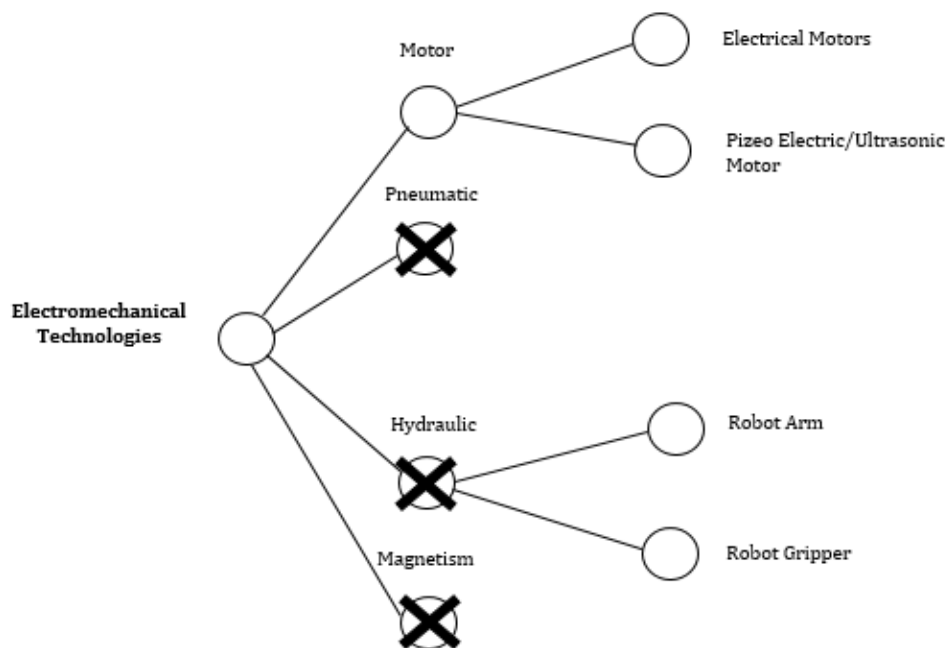 Electrical Motors
Motor
Pizeo Electric/Ultrasonic
Motor
Pneumatic
Electromechanical
Technologies
Hydraulic
Robot Arm
Magnetism
Robot Gripper